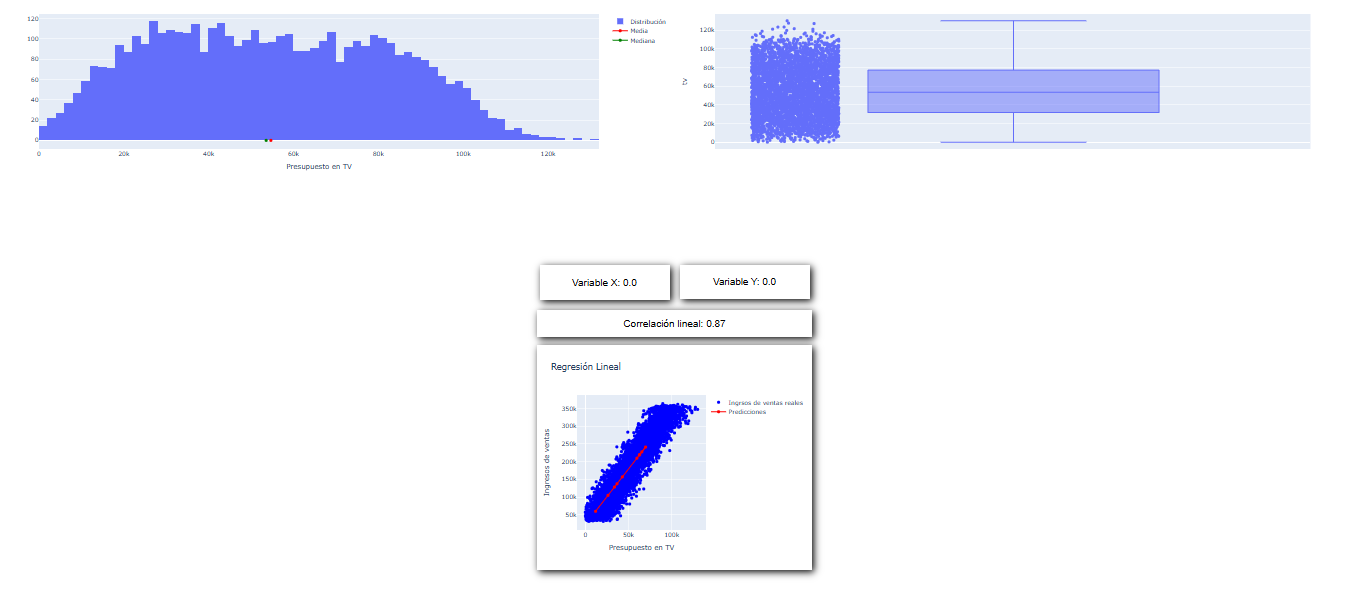 120
100
80
60
40
20
0
0
20k
40k
60k
80k
100k
120k
Presupuesto en TV
Distribución
Media
Mediana
tv
120k
100k
80k
60k
40k
20k
0
Variable X: 0.0
Variable Y: 0.0
Correlación lineal: 0.87
Regresión Lineal
Ingresos de ventas
350k
300k
250k
200k
150k
100k
50k
0
50k
100k
Presupuesto en TV
Ingrsos de ventas reales
Predicciones